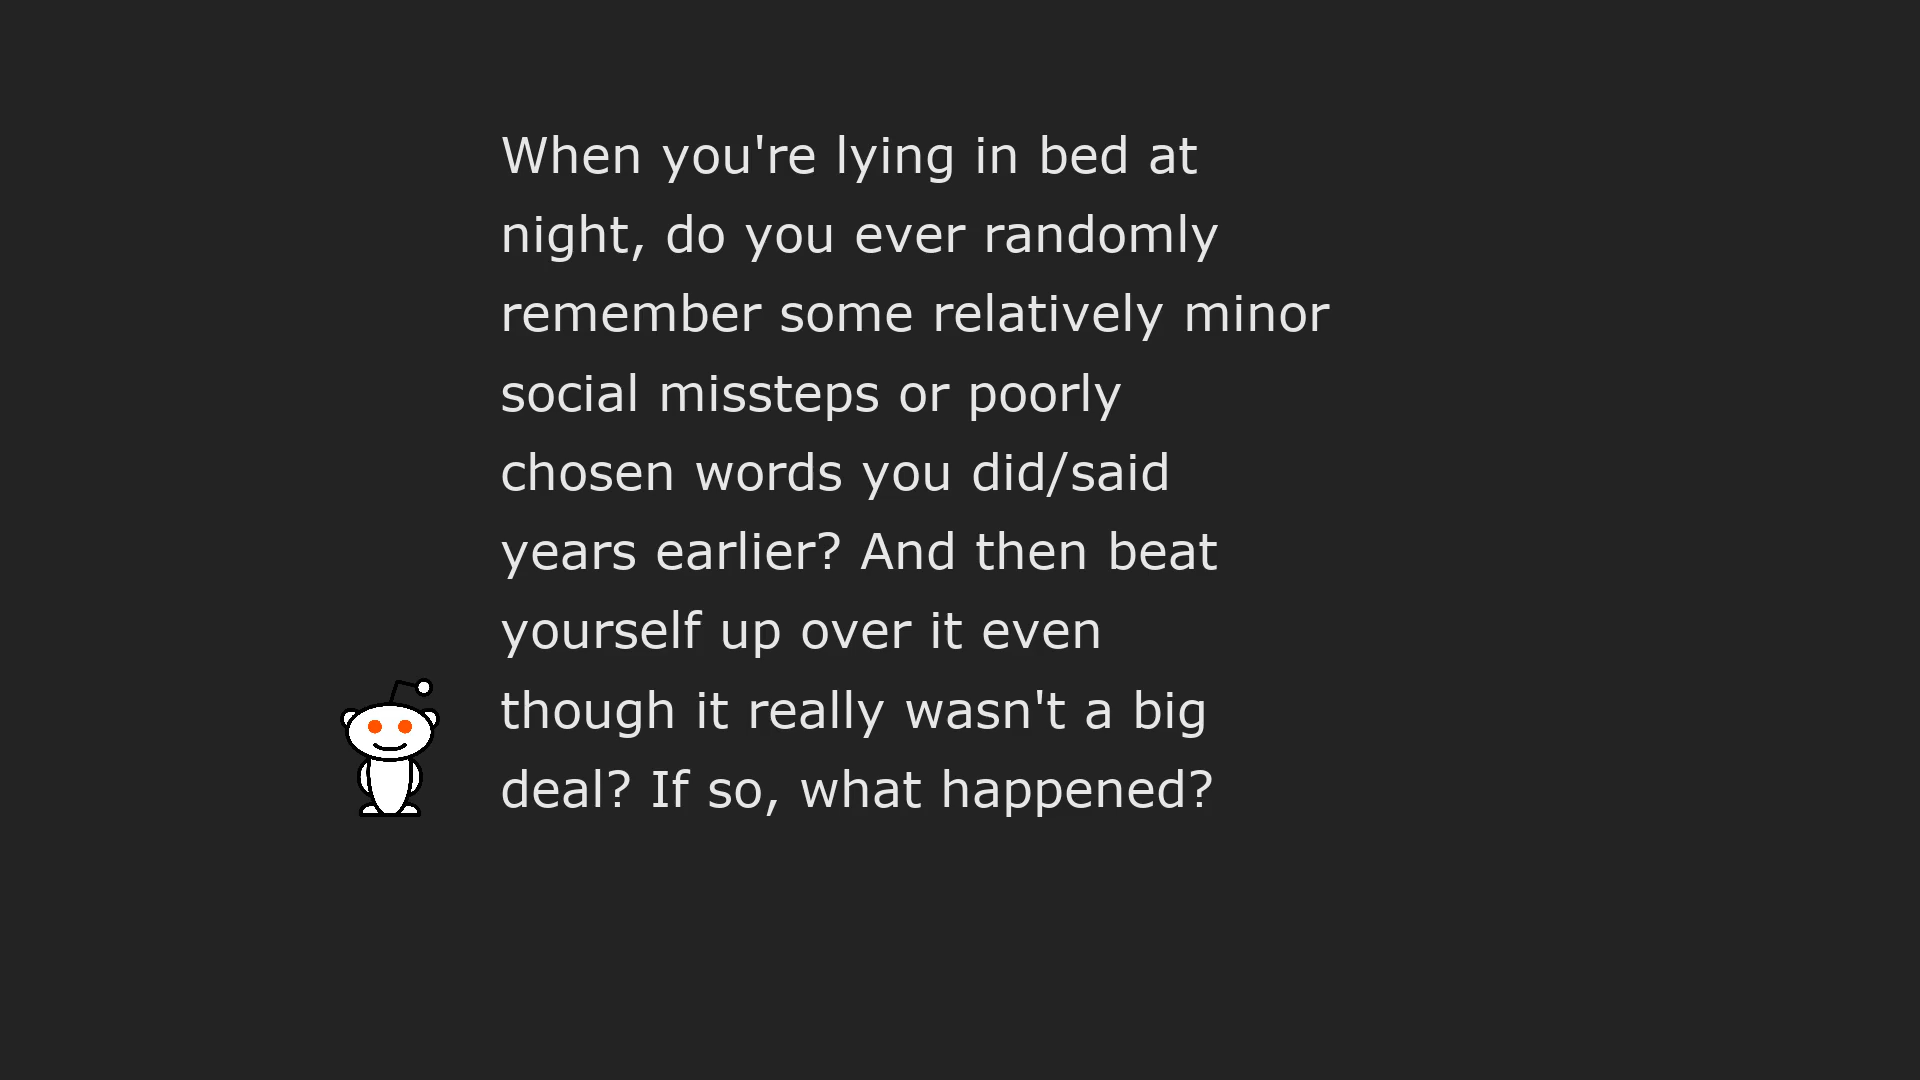 When you're lying in bed at
night, do you ever randomly
remember some relatively minor
social missteps or poorly
chosen words you did/said
years earlier? And then beat
yourself up over it even
though it really wasn't a big
deal? If so, what happened?